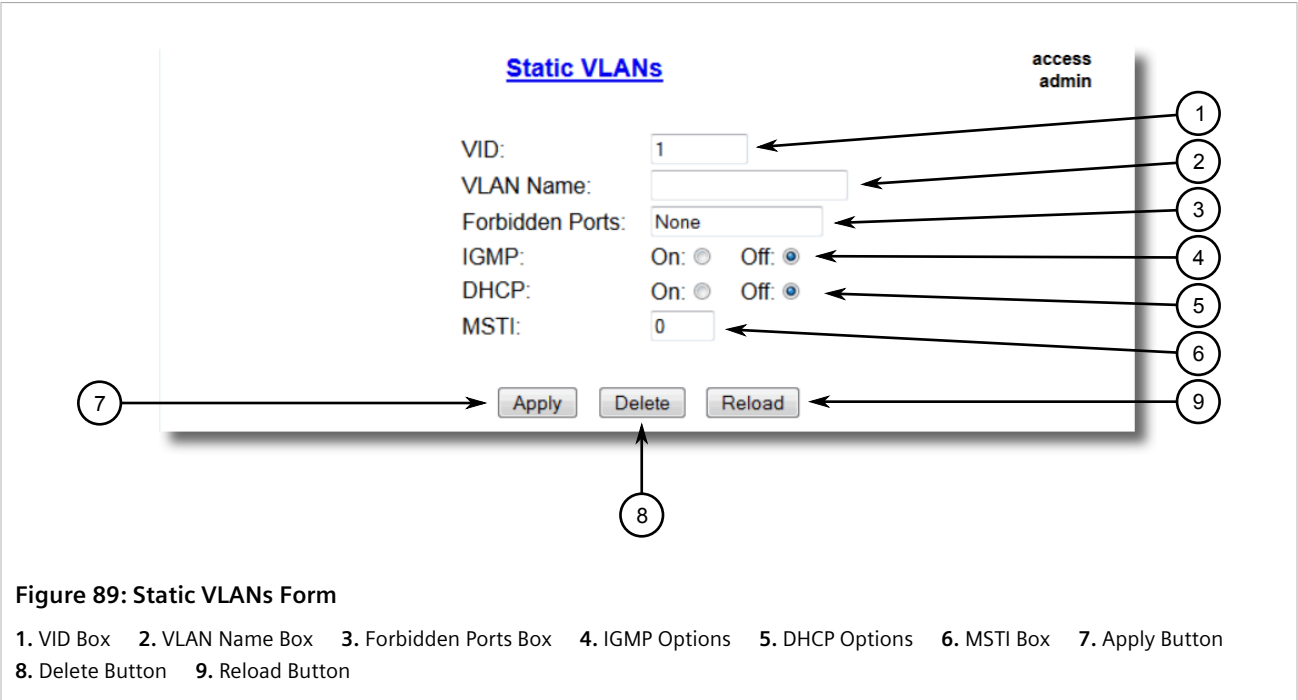 Static VLANs
access
admin
VID: 1
VLAN Name:
Forbidden Ports: None
IGMP: On: Off:
DHCP: On: Off:
MSTI: 0
Apply Delete Reload
1
2
3
4
5
6
7
9
8
Figure 89: Static VLANs Form
1. VID Box 2. VLAN Name Box 3. Forbidden Ports Box 4. IGMP Options 5. DHCP Options 6. MSTI Box 7. Apply Button
8. Delete Button 9. Reload Button